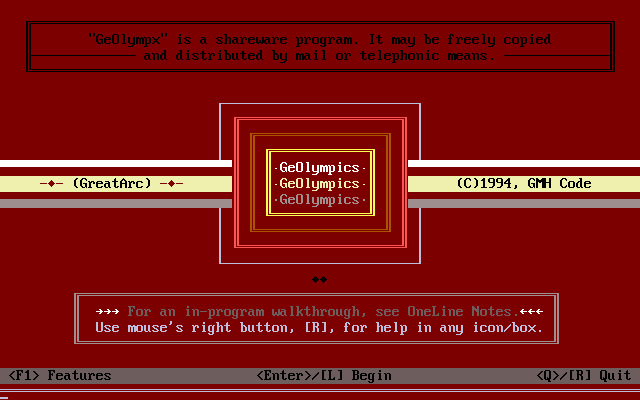 "GeOlympx" is a shareware program. It may be freely copied
and distributed by mail or telephonic means.
·GeOlympics·
-♦- (GreatArc) -♦- ·GeOlympics· (C)1994, GMH Code
·GeOlympics·
→→→ For an in-program walkthrough, see OneLine Notes.←←←
Use mouse's right button, [R], for help in any icon/box.
<F1> Features <Enter>/[L] Begin <Q>/[R] Quit